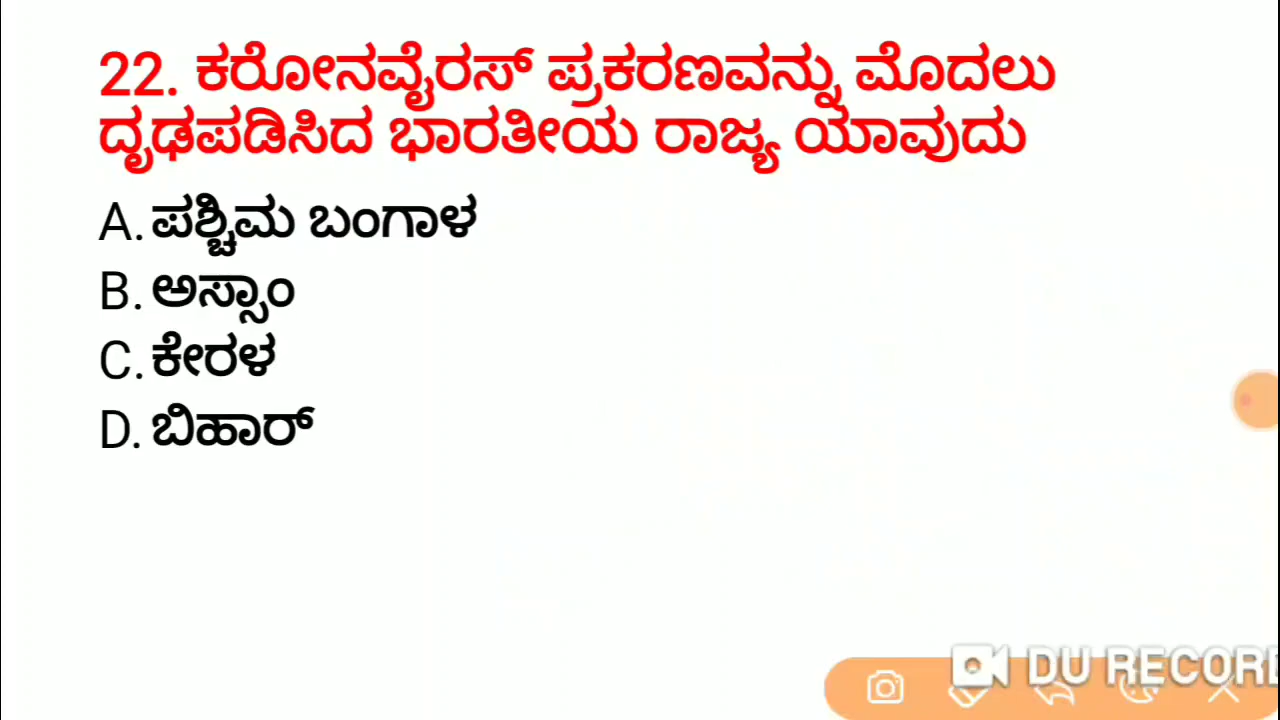 22. ಕರೋನವೈರಸ್ ಪ್ರಕರಣವನ್ನು ಮೊದಲು
ದೃಢಪಡಿಸಿದ ಭಾರತೀಯ ರಾಜ್ಯ ಯಾವುದು
A. ಪಶ್ಚಿಮ ಬಂಗಾಳ
B. ಅಸ್ಸಾಂ
C. ಕೇರಳ
D. ಬಿಹಾರ್
DU RECORD